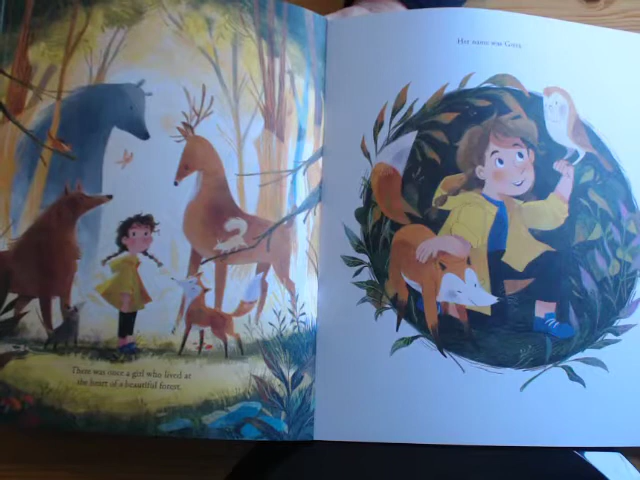 There was once a girl who lived at
the heart of a beautiful forest.
Her name was Greta.